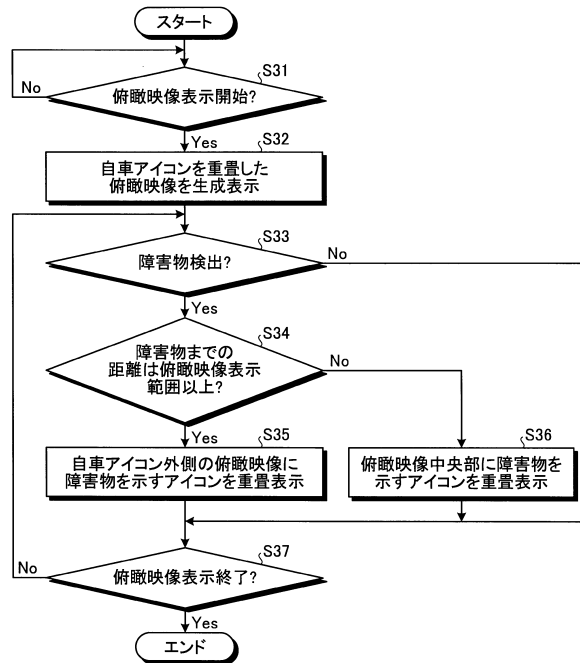 スタート
S31
俯瞰映像表示開始?
No
Yes
S32
自車アイコンを重畳した
俯瞰映像を生成表示
S33
障害物検出?
No
Yes
S34
障害物までの
距離は俯瞰映像表示
範囲以上?
No
Yes
S35
自車アイコン外側の俯瞰映像に
障害物を示すアイコンを重畳表示
S36
俯瞰映像中央部に障害物を
示すアイコンを重畳表示
S37
俯瞰映像表示終了?
No
Yes
エンド